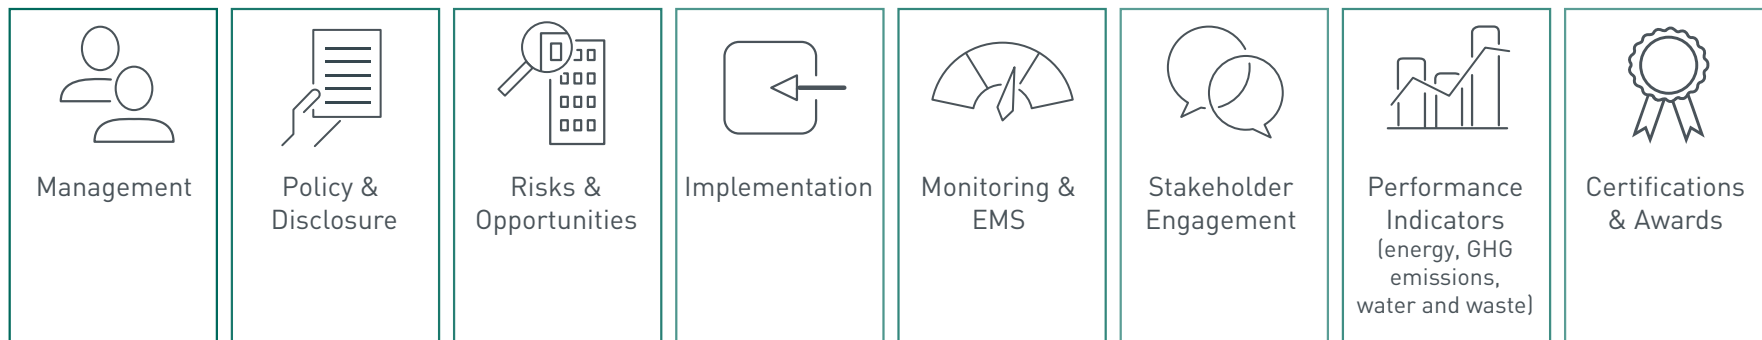 Management
Policy &
Disclosure
Risks &
Opportunities
Implementation
Monitoring &
EMS
Stakeholder
Engagement
Performance
Indicators
(energy, GHG
emissions,
water and waste)
Certifications
& Awards